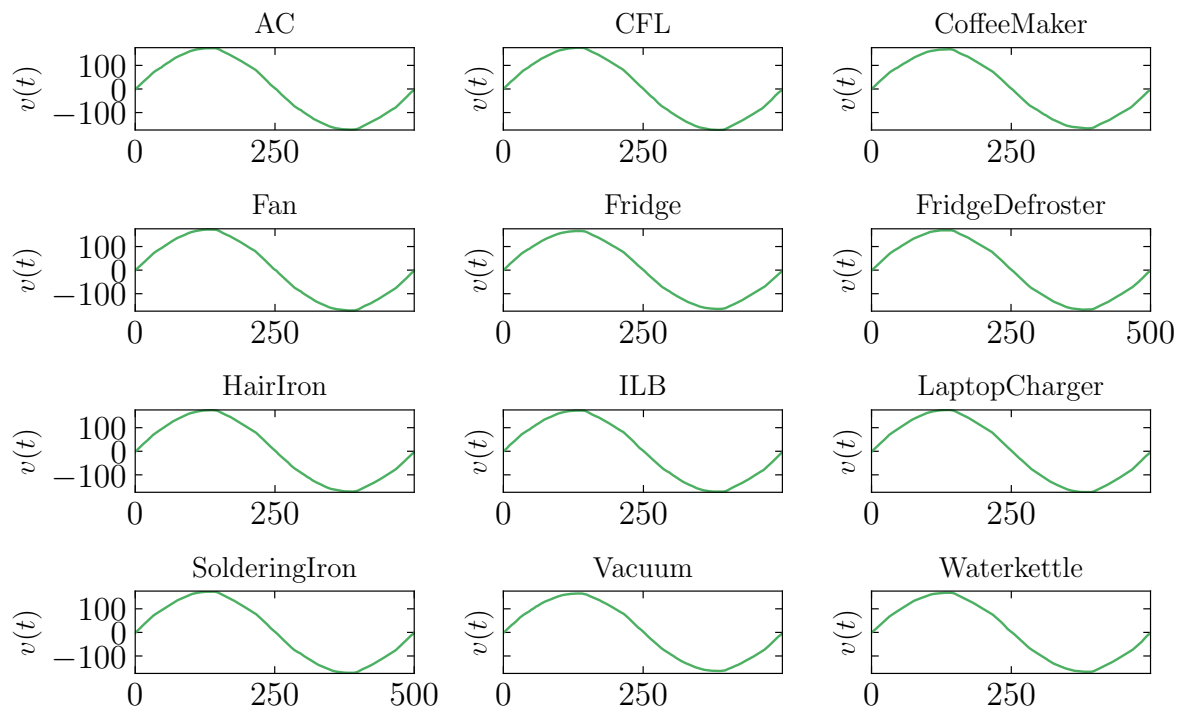 AC
CFL
CoffeeMaker
v(t)
100
0
−100
0
250
v(t)
0
250
v(t)
0
250
Fan
Fridge
FridgeDefroster
v(t)
100
0
−100
0
250
v(t)
0
250
v(t)
0
250
500
HairIron
ILB
LaptopCharger
v(t)
100
0
−100
0
250
v(t)
0
250
v(t)
0
250
SolderingIron
Vacuum
Waterkettle
v(t)
100
0
−100
0
250
500
v(t)
0
250
v(t)
0
250